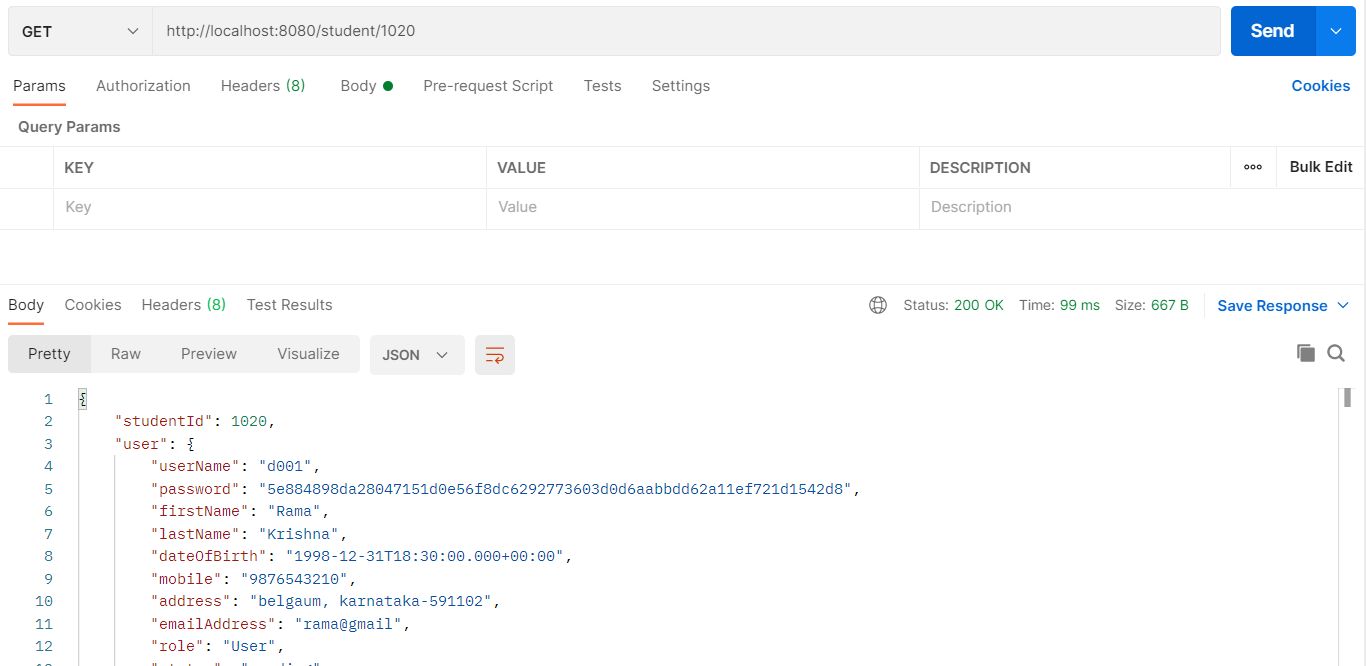 GET http://localhost:8080/student/1020 Send
Params Authorization Headers (8) Body Pre-request Script Tests Settings Cookies
Query Params
KEY VALUE DESCRIPTION ooo Bulk Edit
Key Value Description
Body Cookies Headers (8) Test Results Status: 200 OK Time: 99 ms Size: 667 B Save Response
Pretty Raw Preview Visualize JSON
1 {
2 "studentId": 1020,
3 "user": {
4 "userName": "d001",
5 "password": "5e884898da28047151d0e56f8dc6292773603d0d6aabbdd62a11ef721d1542d8",
6 "firstName": "Rama",
7 "lastName": "Krishna",
8 "dateOfBirth": "1998-12-31T18:30:00.000+00:00",
9 "mobile": "9876543210",
10 "address": "belgaum, karnataka-591102",
11 "emailAddress": "rama@gmail",
12 "role": "User",